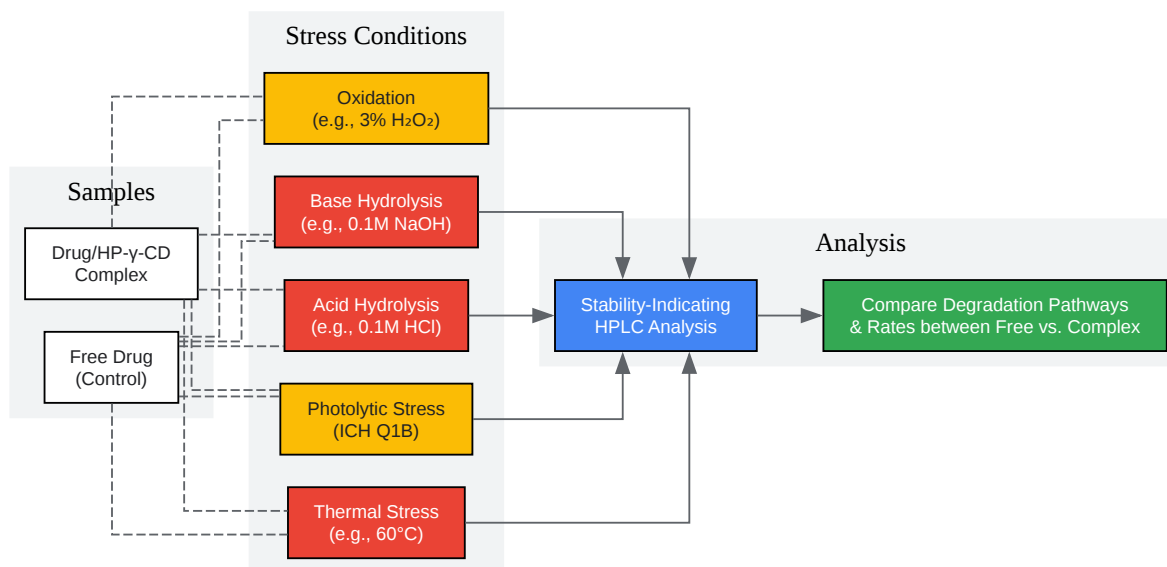 Samples
Drug/HP-γ-CD
Complex
Free Drug
(Control)
Stress Conditions
Oxidation
(e.g., 3% H₂O₂)
Base Hydrolysis
(e.g., 0.1M NaOH)
Acid Hydrolysis
(e.g., 0.1M HCl)
Photolytic Stress
(ICH Q1B)
Thermal Stress
(e.g., 60°C)
Analysis
Stability-Indicating
HPLC Analysis
Compare Degradation Pathways
& Rates between Free vs. Complex